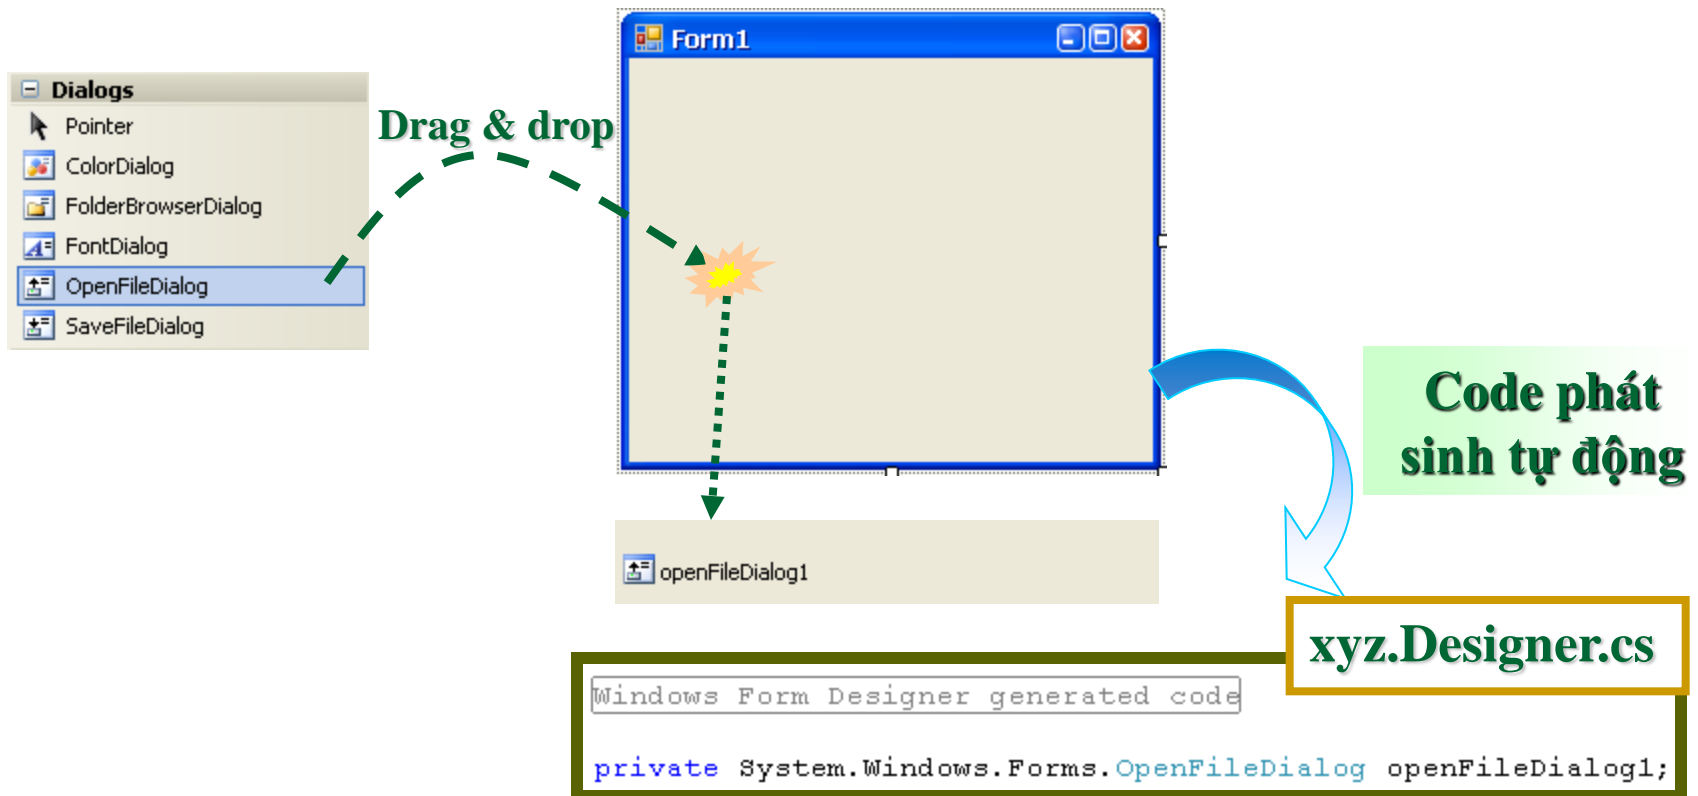 Dialogs
Pointer
ColorDialog
FolderBrowserDialog
FontDialog
OpenFileDialog
SaveFileDialog
Drag & drop
Form1
openFileDialog1
Code phát
sinh tự động
xyz.Designer.cs
Windows Form Designer generated code
private System.Windows.Forms.OpenFileDialog openFileDialog1;